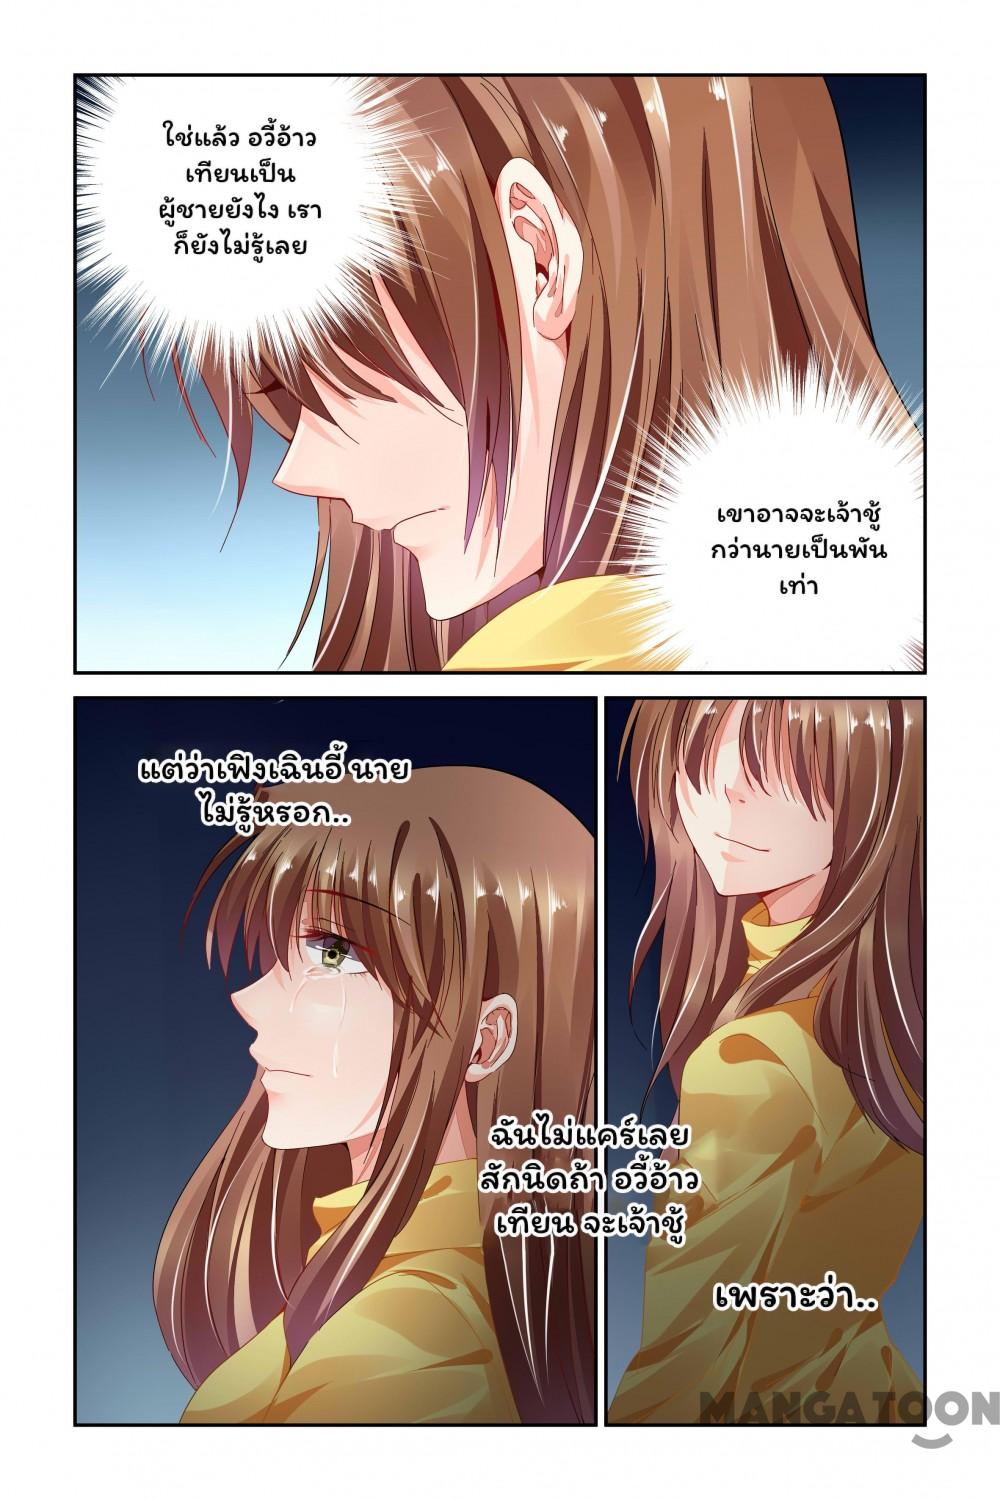 ใช่แล้ว อวี้อ้าว
เทียนเป็น
ผู้ชายยังไง เรา
ก็ยังไม่รู้เลย
เขาอาจจะเจ้าชู้
กว่านายเป็นพัน
เท่า
แต่ว่าเฟิงเฉินอี้ นาย
ไม่รู้หรอก..
ฉันไม่แคร์เลย
สักนิดถ้า อวี้อ้าว
เทียน จะเจ้าชู้
เพราะว่า..
MANGATOON